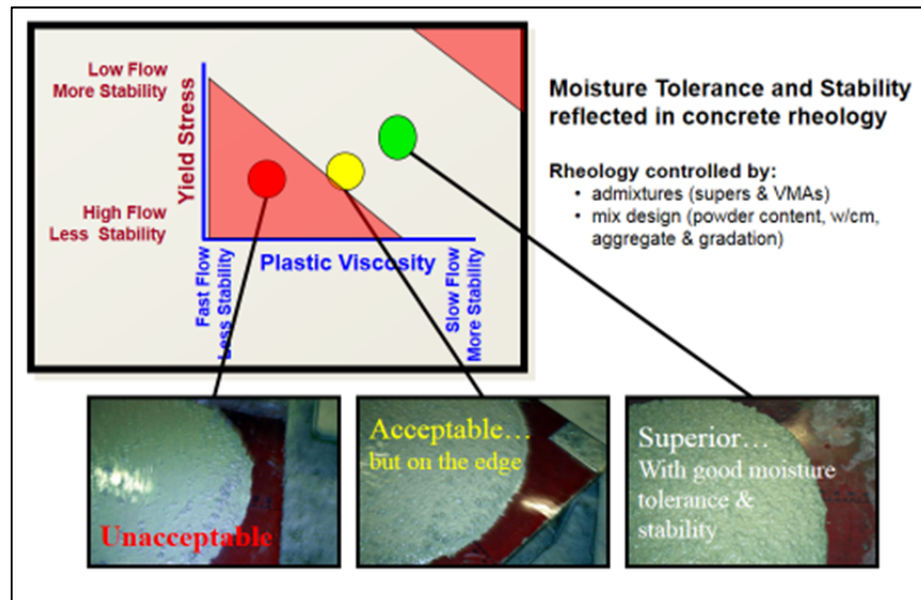 Low Flow
More Stability
Yield Stress
High Flow
Less Stability
Plastic Viscosity
Fast Flow
Less Stability
Slow Flow
More Stability
Moisture Tolerance and Stability
reflected in concrete rheology
Rheology controlled by:
• admixtures (supers & VMAs)
• mix design (powder content, w/cm,
aggregate & gradation)
Unacceptable
Acceptable…
but on the edge
Superior…
With good moisture
tolerance &
stability